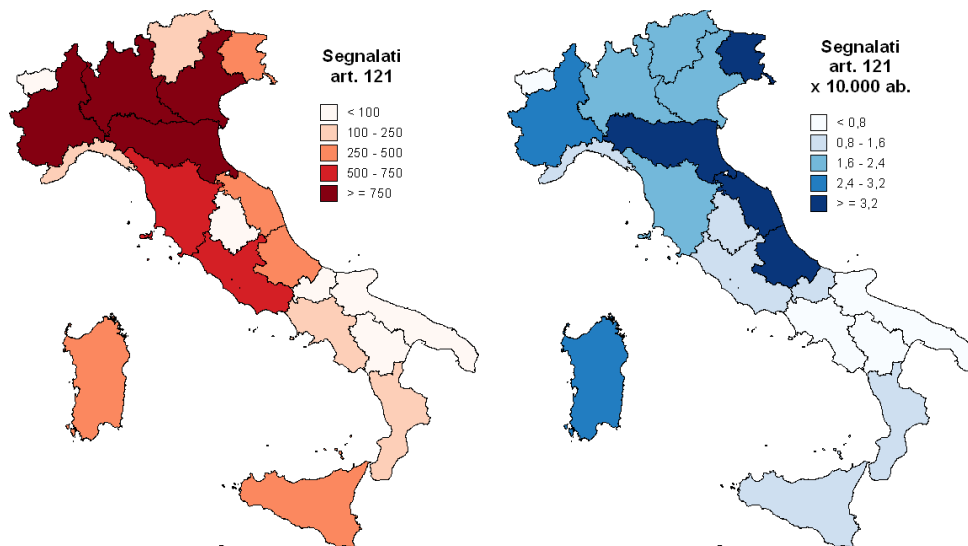 Segnalati
art. 121
< 100
100 - 250
250 - 500
500 - 750
> = 750
Segnalati
art. 121
x 10.000 ab.
< 0,8
0,8 - 1,6
1,6 - 2,4
2,4 - 3,2
> = 3,2